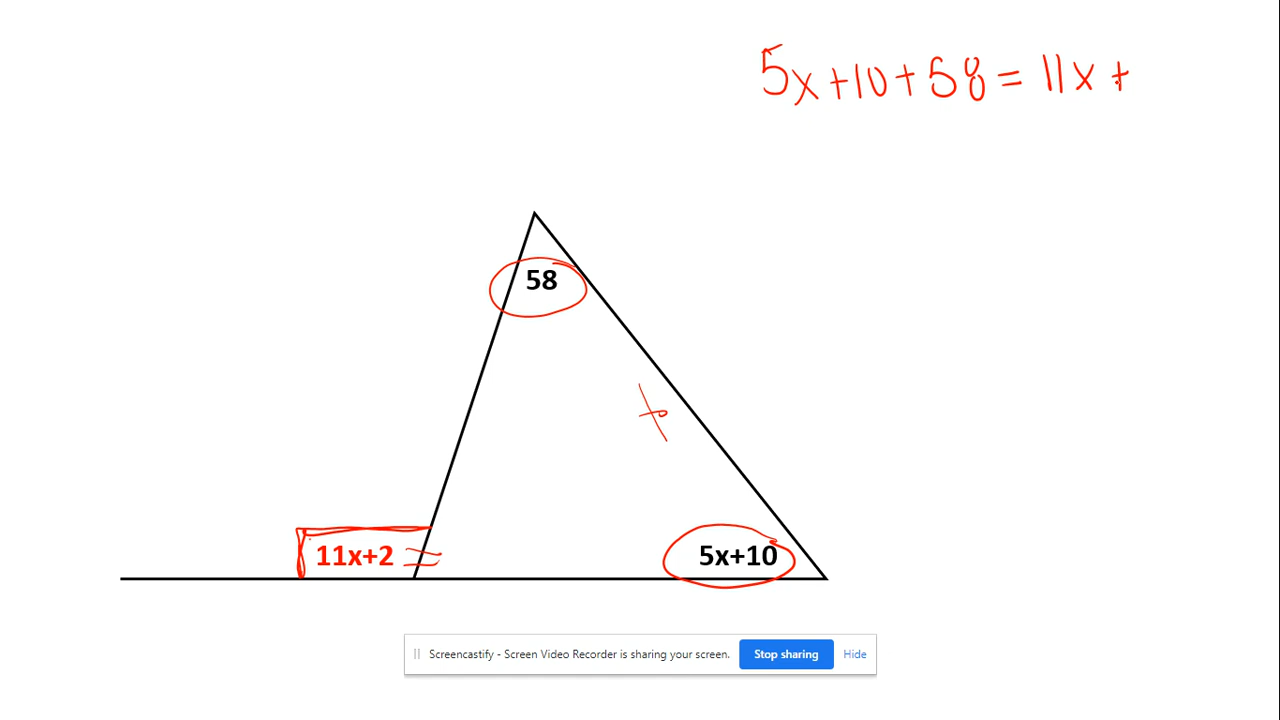 5x+10+58=11x+
58
11x+2 =
+
5x+10
Screencastify - Screen Video Recorder is sharing your screen.
Stop sharing
Hide